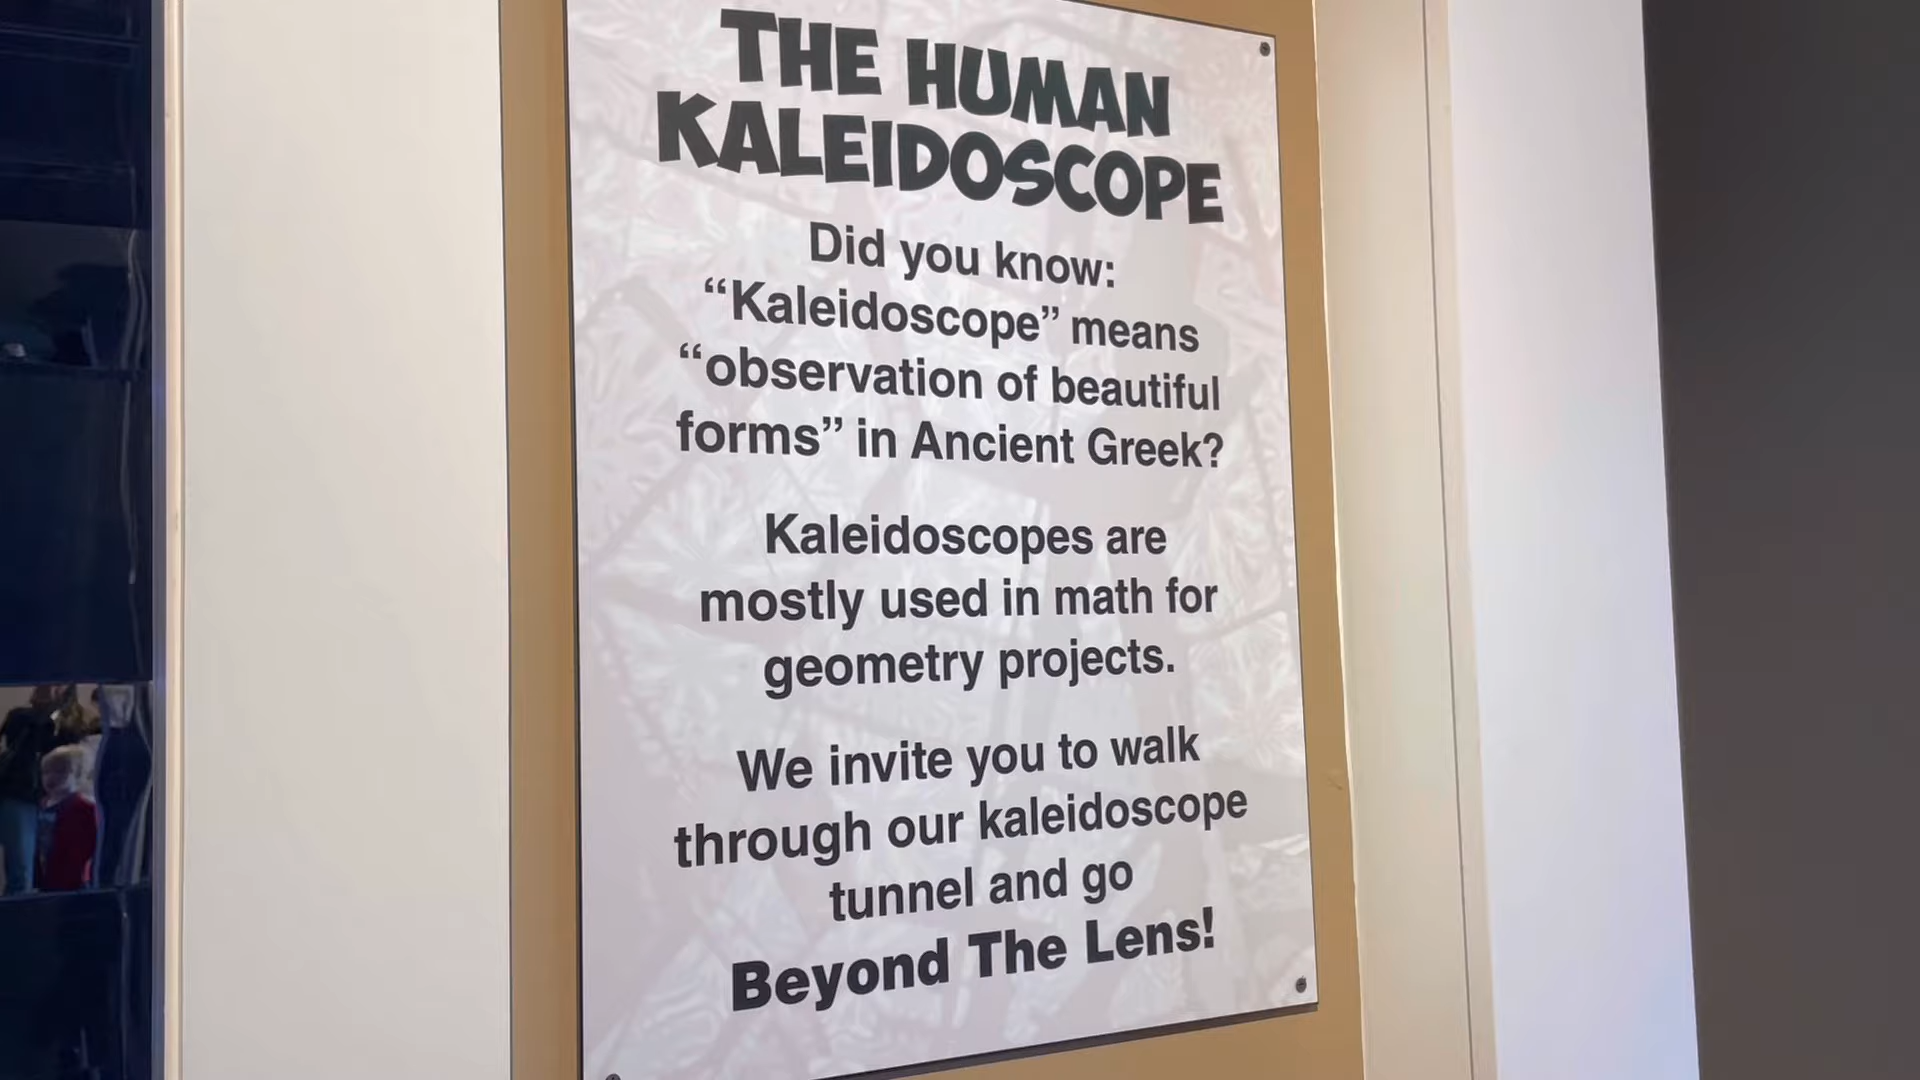 THE HUMAN
KALEIDOSCOPE
Did you know:
“Kaleidoscope” means
“observation of beautiful
forms” in Ancient Greek?
Kaleidoscopes are
mostly used in math for
geometry projects.
We invite you to walk
through our kaleidoscope
tunnel and go
Beyond The Lens!